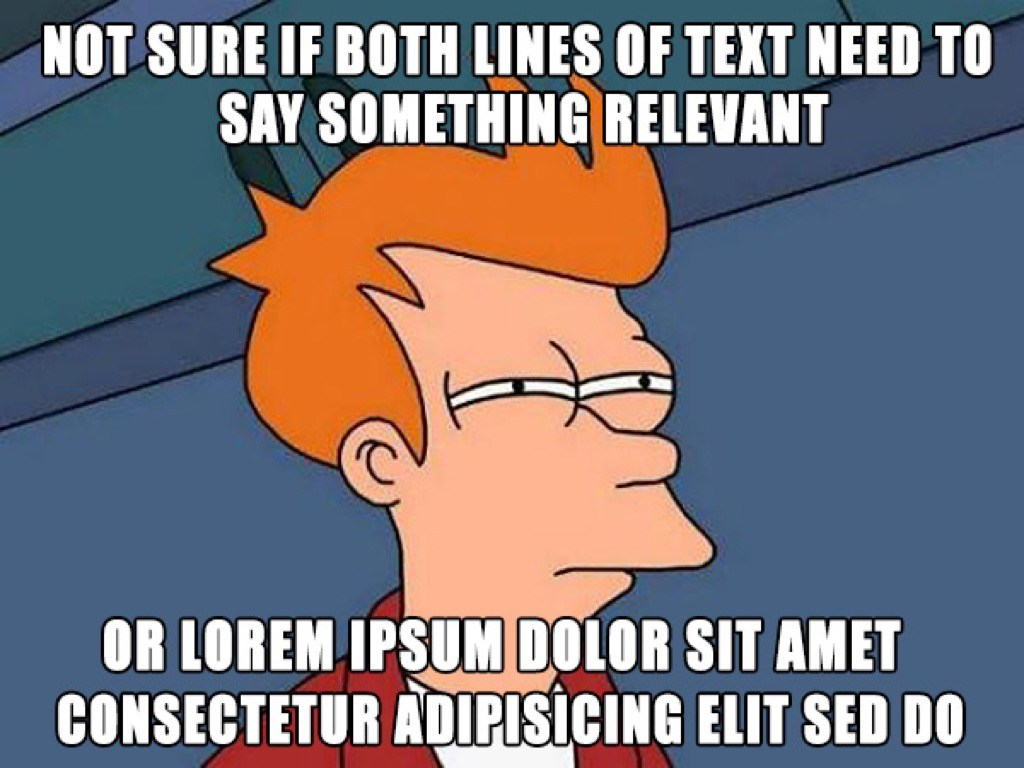 NOT SURE IF BOTH LINES OF TEXT NEED TO
SAY SOMETHING RELEVANT
OR LOREM IPSUM DOLOR SIT AMET
CONSECTETUR ADIPISICING ELIT SED DO